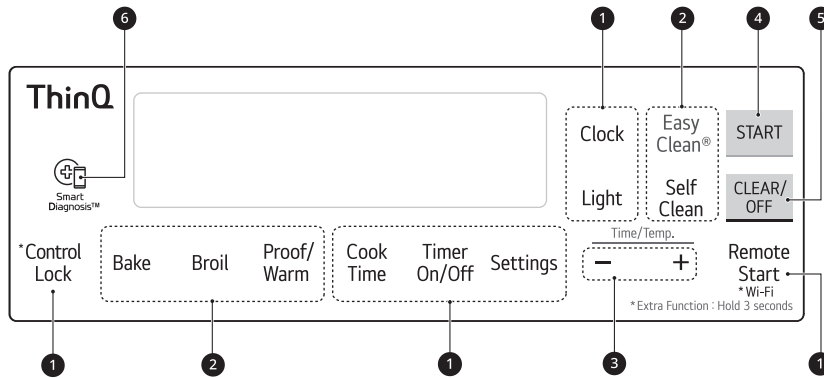 6
1
2
4
5
ThinQ
Clock
Easy
Clean®
START
Smart
Diagnosis™
Light
Self
Clean
CLEAR/
OFF
Time/Temp.
*Control
Lock
Bake
Broil
Proof/
Warm
Cook
Time
Timer
On/Off
Settings
− +
Remote
Start
*Wi-Fi
*Extra Function : Hold 3 seconds
1
2
1
3
1